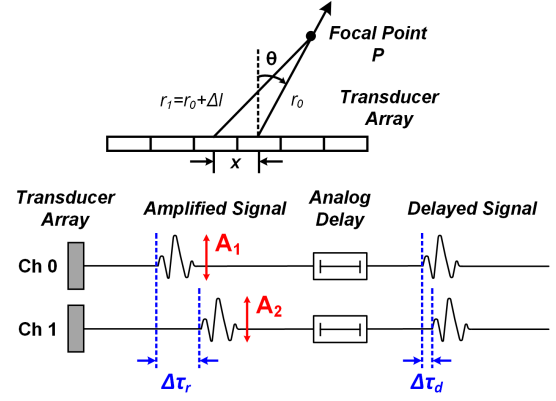 Focal Point
P
θ
r₁=r₀+Δl
r₀
Transducer
Array
x
Transducer
Array
Amplified Signal
Analog
Delay
Delayed Signal
Ch 0
A₁
Ch 1
A₂
Δτᵣ
Δτd